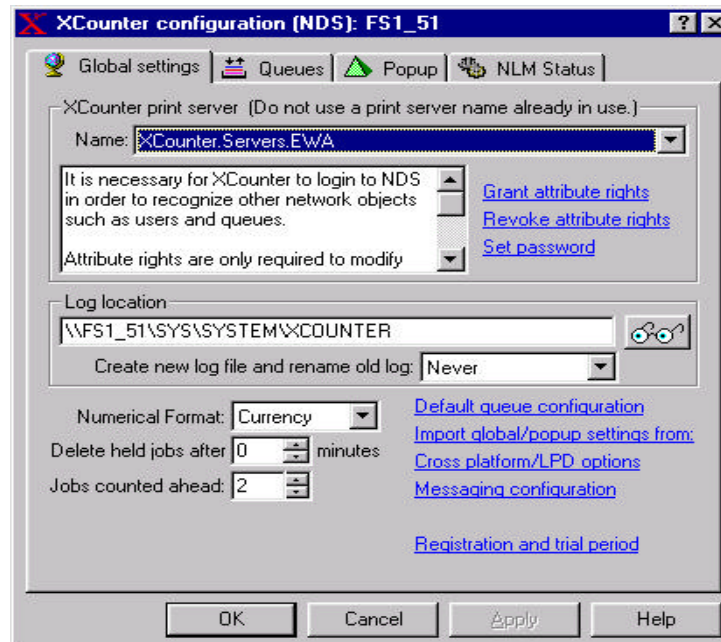 XCounter configuration (NDS): FS1_51
Global settings
Queues
Popup
NLM Status
XCounter print server (Do not use a print server name already in use.)
Name: XCounter.Servers.EWA
It is necessary for XCounter to login to NDS
in order to recognize other network objects
such as users and queues.
Attribute rights are only required to modify
Grant attribute rights
Revoke attribute rights
Set password
Log location
\\FS1_51\SYS\SYSTEM\XCOUNTER
Create new log file and rename old log: Never
Numerical Format: Currency
Delete held jobs after 0 minutes
Jobs counted ahead: 2
Default queue configuration
Import global/popup settings from:
Cross platform/LPD options
Messaging configuration
Registration and trial period
OK
Cancel
Apply
Help